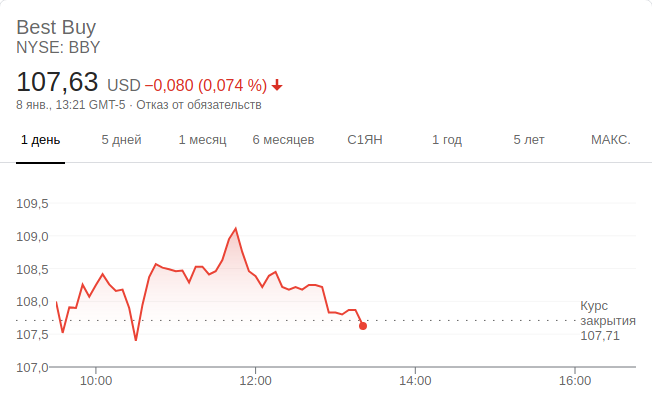 Best Buy
NYSE: BBY
107,63 USD −0,080 (0,074 %)
8 янв., 13:21 GMT-5 · Отказ от обязательств
1 день 5 дней 1 месяц 6 месяцев С1ЯН 1 год 5 лет МАКС.
109,5
109,0
108,5
108,0
107,5
107,0
Курс
закрытия
107,71
10:00 12:00 14:00 16:00